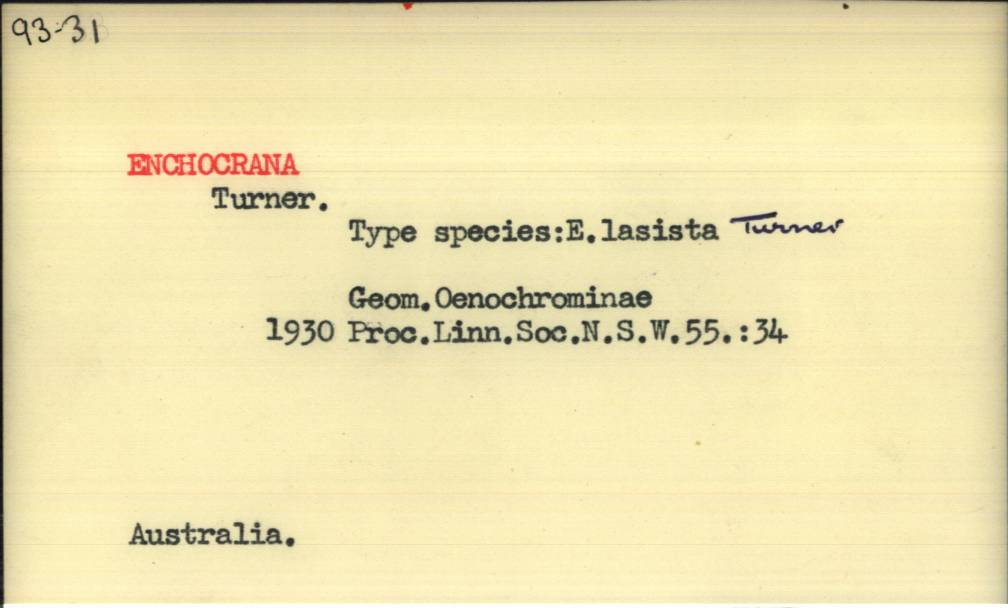 93-31
ENCHOCRANA
Turner.
Type species:E.lasista Turner
Geom.Oenochrominae
1930 Proc.Linn.Soc.N.S.W.55.:34
Australia.